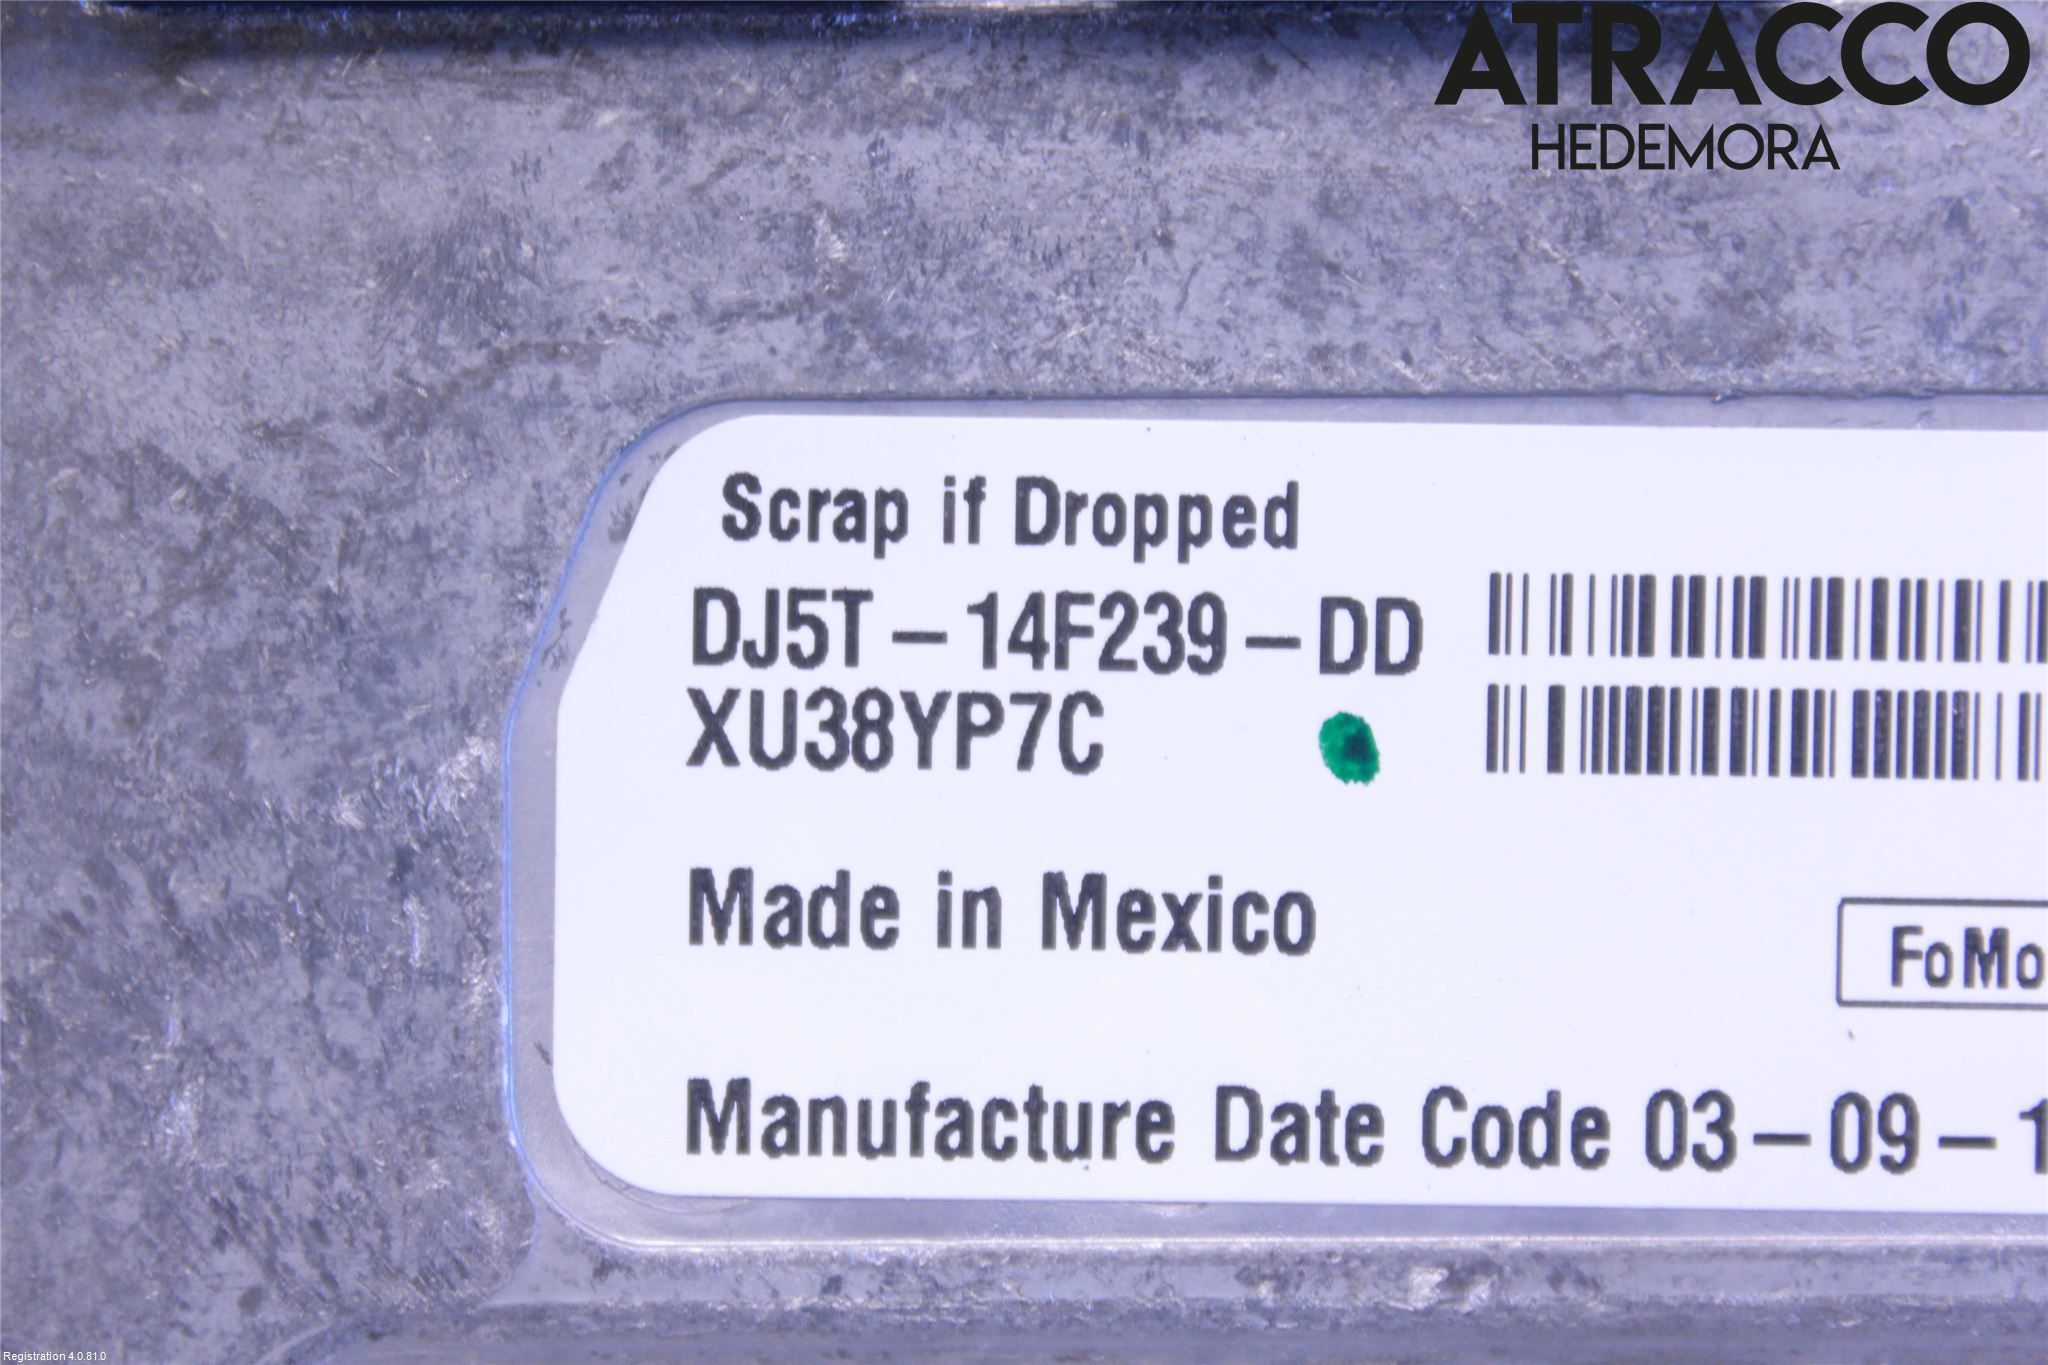 ATRACCO
HEDEMORA
Scrap if Dropped
DJ5T-14F239-DD
XU38YP7C
Made in Mexico
FoMo
Manufacture Date Code 03-09-1
Registration 4.0.81.0